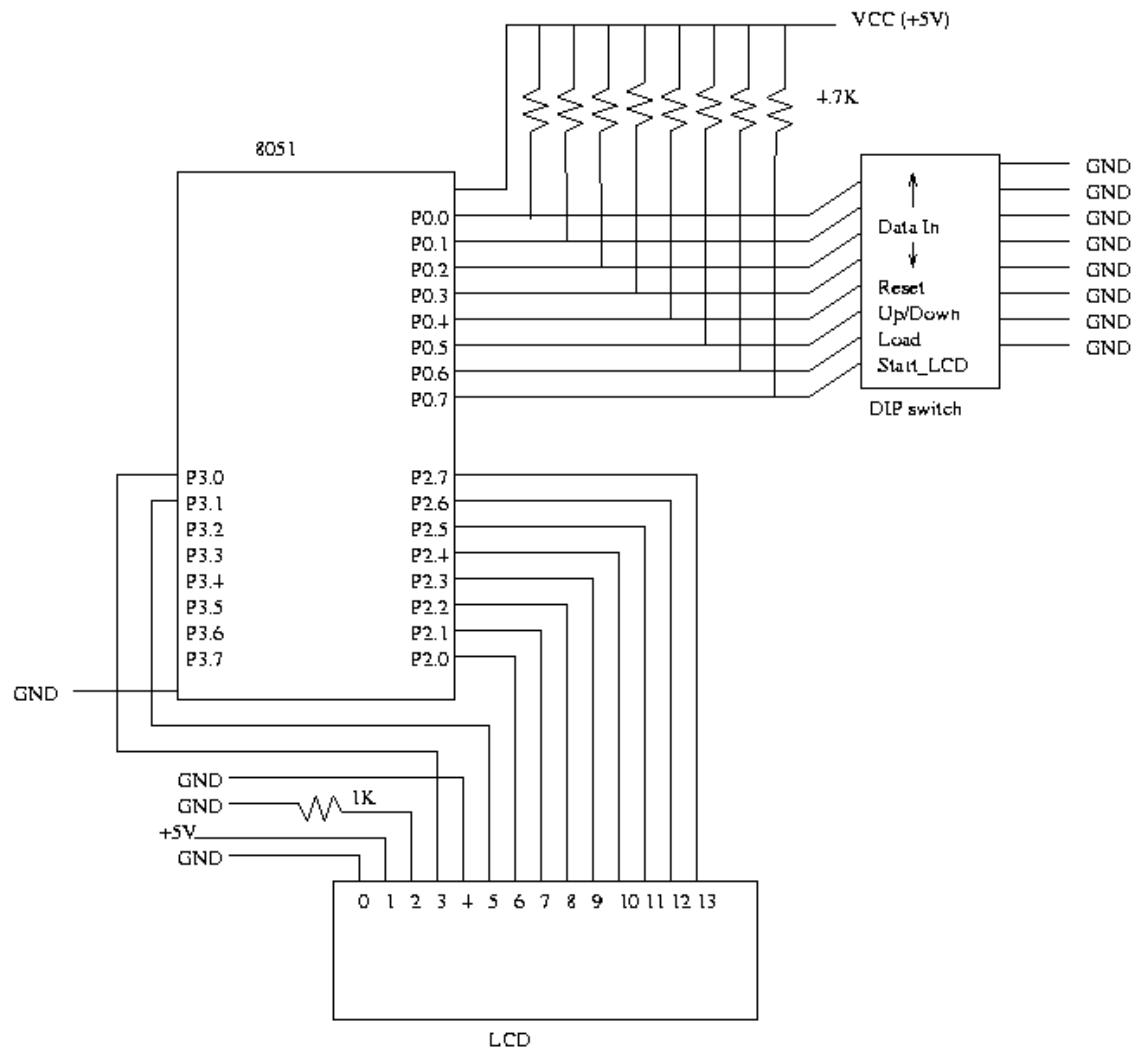 VCC (+5V)
4.7K
8051
GND
GND
GND
GND
GND
GND
GND
GND
Data In
Reset
Up/Down
Load
Start_LCD
DIP switch
P0.0
P0.1
P0.2
P0.3
P0.4
P0.5
P0.6
P0.7
P3.0
P3.1
P3.2
P3.3
P3.4
P3.5
P3.6
P3.7
P2.7
P2.6
P2.5
P2.4
P2.3
P2.2
P2.1
P2.0
GND
GND
GND
1K
+5V
GND
0 1 2 3 4 5 6 7 8 9 10 11 12 13
LCD